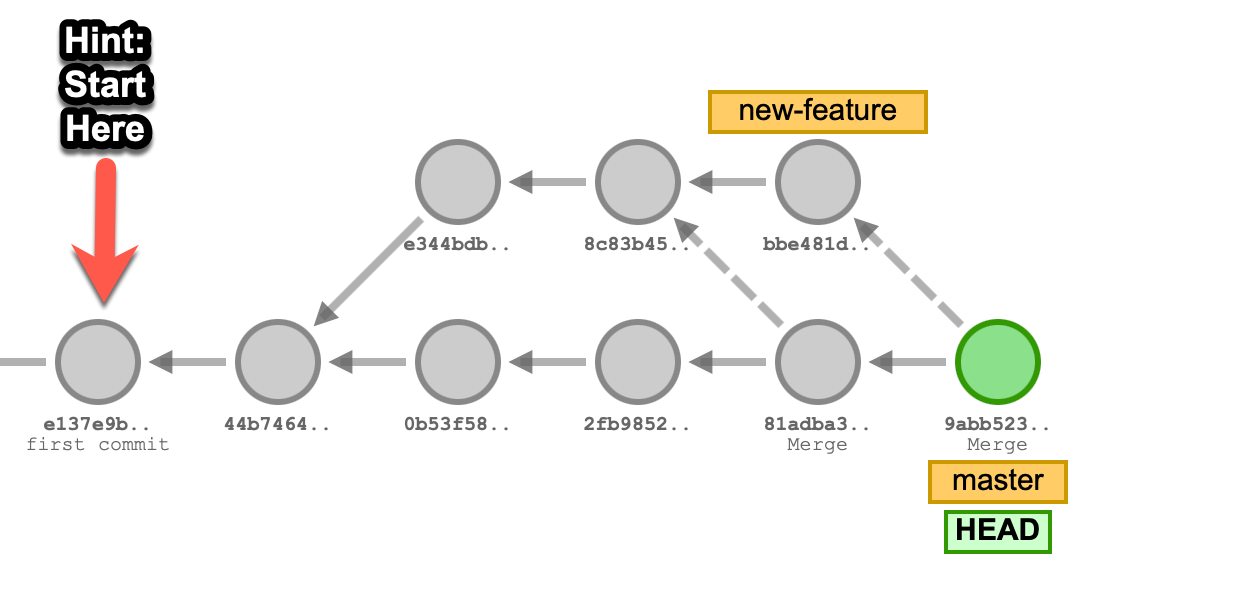 Hint:
Start
Here
new-feature
e344bdb..
8c83b45..
bbe481d..
e137e9b..
first commit
44b7464..
0b53f58..
2fb9852..
81adba3..
Merge
9abb523..
Merge
master
HEAD